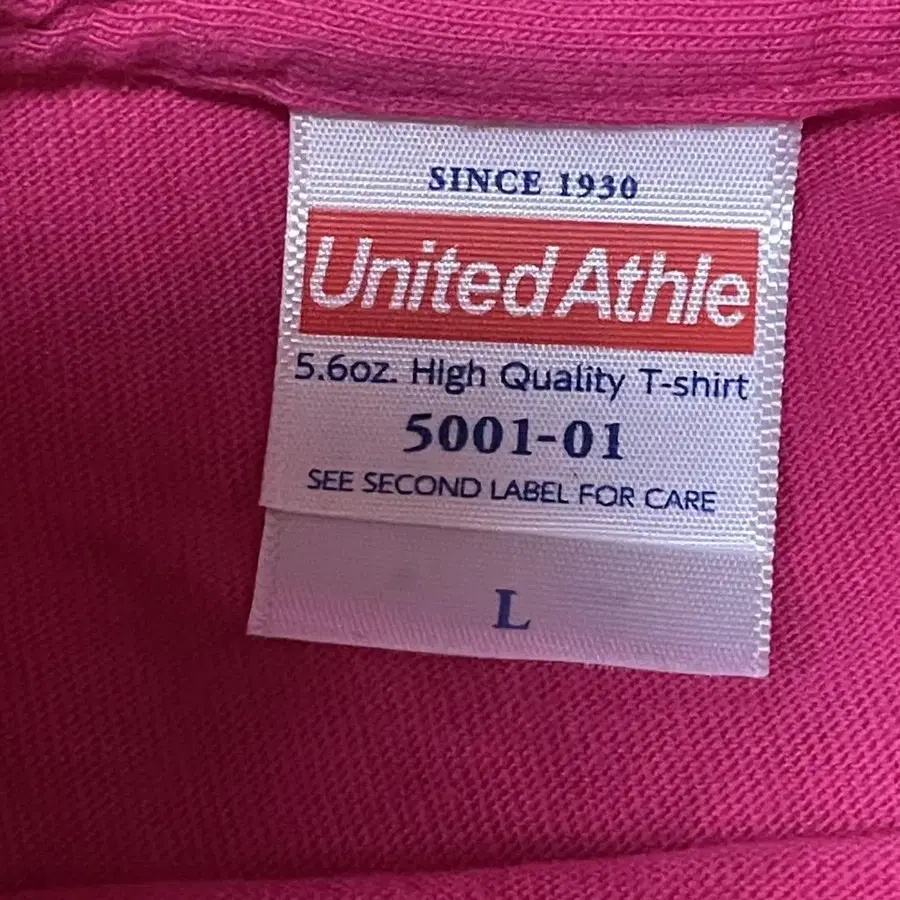 SINCE 1930
United Athle
5.6oz. High Quality T-shirt
5001-01
SEE SECOND LABEL FOR CARE
L